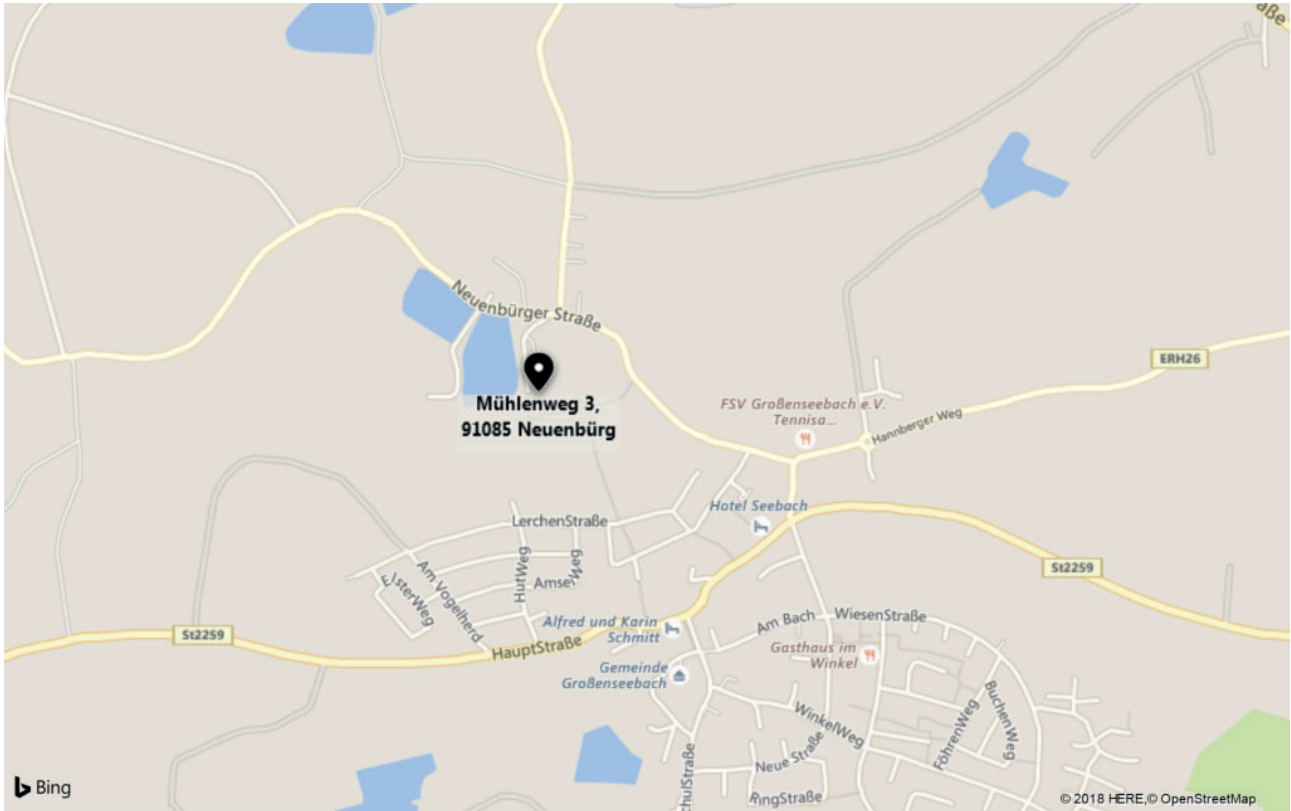 raße
Neuenbürger Straße
ERH26
Mühlenweg 3,
91085 Neuenbürg
FSV Großenseebach e.V.
Tennisa...
Hannberger Weg
Hotel Seebach
LerchenStraße
St2259
HutWeg
AmselWeg
ElsterWeg
Am Vogelherd
St2259
HauptStraße
Alfred und Karin
Schmitt
Am Bach
WiesenStraße
Gasthaus im
Winkel
Gemeinde
Großenseebach
BuchenWeg
FöhrenWeg
WinkelWeg
Neue Straße
chulStraße
RingStraße
Bing
© 2018 HERE,© OpenStreetMap